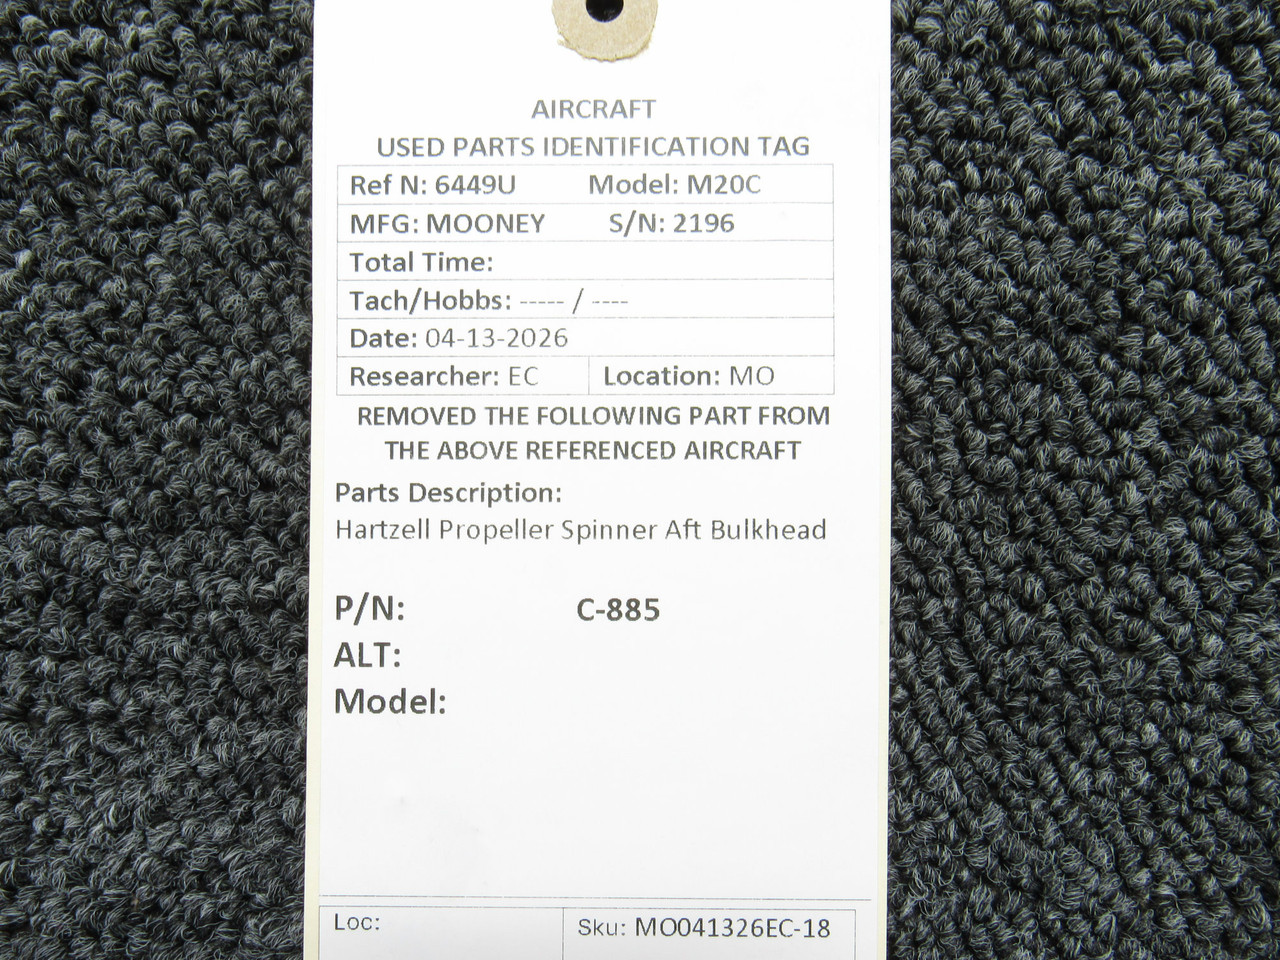 AIRCRAFT
USED PARTS IDENTIFICATION TAG
Ref N: 6449U Model: M20C
MFG: MOONEY S/N: 2196
Total Time:
Tach/Hobbs: ----- / ----
Date: 04-13-2026
Researcher: EC Location: MO
REMOVED THE FOLLOWING PART FROM
THE ABOVE REFERENCED AIRCRAFT
Parts Description:
Hartzell Propeller Spinner Aft Bulkhead
P/N: C-885
ALT:
Model:
Loc: Sku: MO041326EC-18